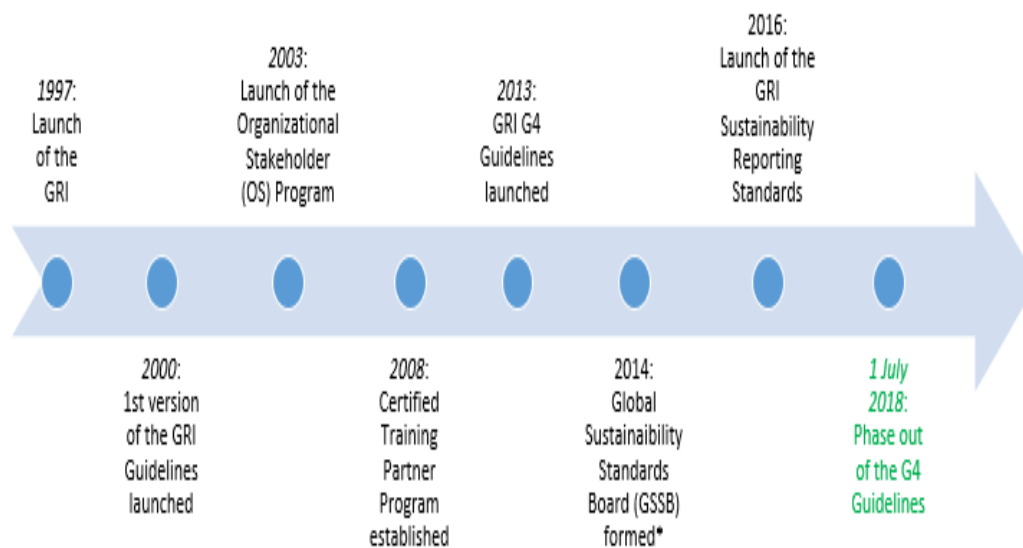 1997:
Launch
of the
GRI
2000:
1st version
of the GRI
Guidelines
launched
2003:
Launch of the
Organizational
Stakeholder
(OS) Program
2008:
Certified
Training
Partner
Program
established
2013:
GRI G4
Guidelines
launched
2014:
Global
Sustainaibility
Standards
Board (GSSB)
formed*
2016:
Launch of the
GRI
Sustainability
Reporting
Standards
1 July
2018:
Phase out
of the G4
Guidelines